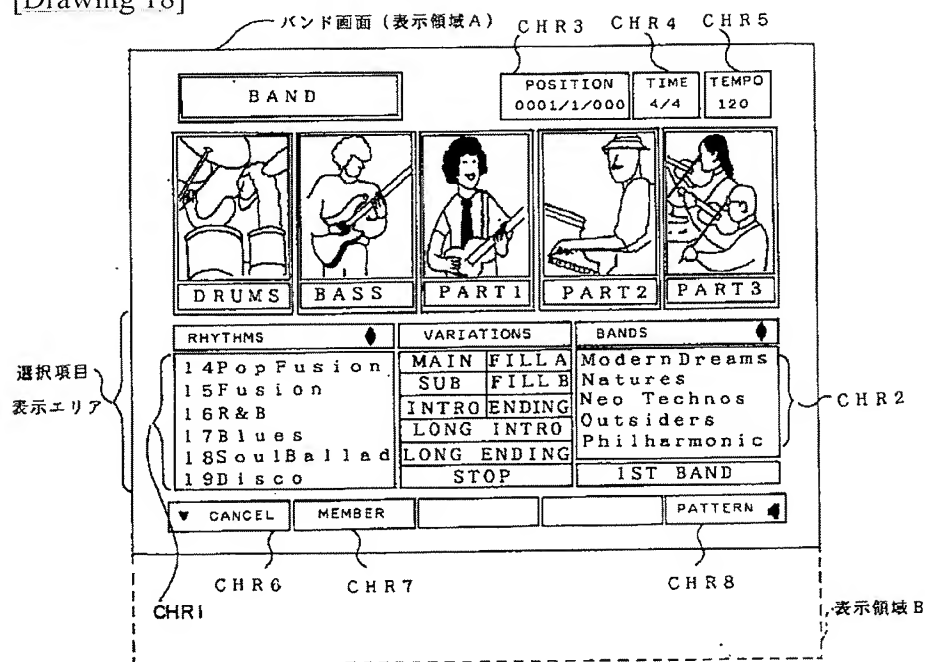 [Drawing 18]
バンド画面 (表示領域A)
CHR3 CHR4 CHR5
BAND
POSITION
0001/1/000
TIME
4/4
TEMPO
120
DRUMS
BASS
PART1
PART2
PART3
選択項目
表示エリア
RHYTHMS
14PopFusion
15Fusion
16R&B
17Blues
18SoulBallad
19Disco
VARIATIONS
MAIN FILL A
SUB FILL B
INTRO ENDING
LONG INTRO
LONG ENDING
STOP
BANDS
ModernDreams
Natures
Neo Technos
Outsiders
Philharmonic
1ST BAND
CHR2
▼ CANCEL
MEMBER
PATTERN
CHR6
CHR7
CHR8
CHR1
表示領域B